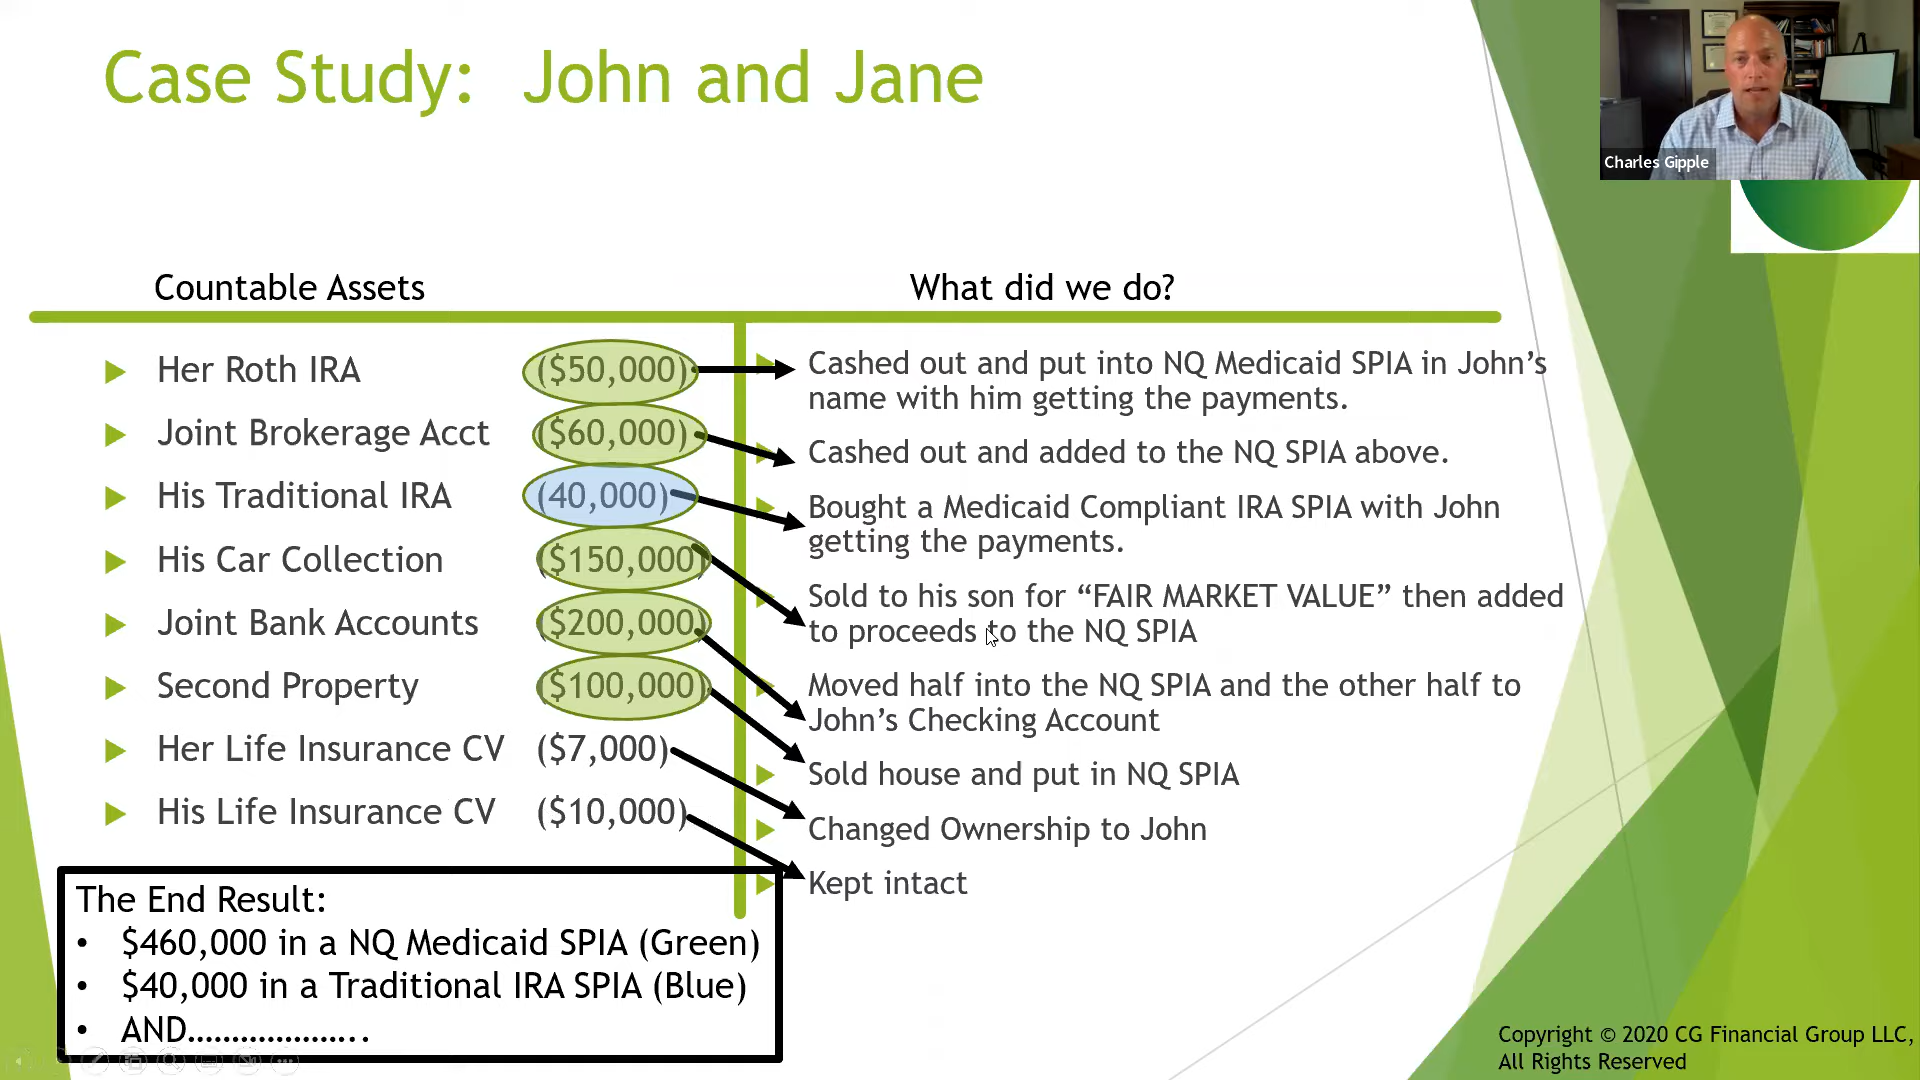 Case Study: John and Jane
Charles Gipple
Countable Assets
What did we do?
Her Roth IRA ($50,000)
Joint Brokerage Acct ($60,000)
His Traditional IRA (40,000)
His Car Collection ($150,000)
Joint Bank Accounts ($200,000)
Second Property ($100,000)
Her Life Insurance CV ($7,000)
His Life Insurance CV ($10,000)
Cashed out and put into NQ Medicaid SPIA in John's
name with him getting the payments.
Cashed out and added to the NQ SPIA above.
Bought a Medicaid Compliant IRA SPIA with John
getting the payments.
Sold to his son for “FAIR MARKET VALUE” then added
to proceeds to the NQ SPIA
Moved half into the NQ SPIA and the other half to
John's Checking Account
Sold house and put in NQ SPIA
Changed Ownership to John
Kept intact
The End Result:
• $460,000 in a NQ Medicaid SPIA (Green)
• $40,000 in a Traditional IRA SPIA (Blue)
• AND………………..
Copyright © 2020 CG Financial Group LLC,
All Rights Reserved